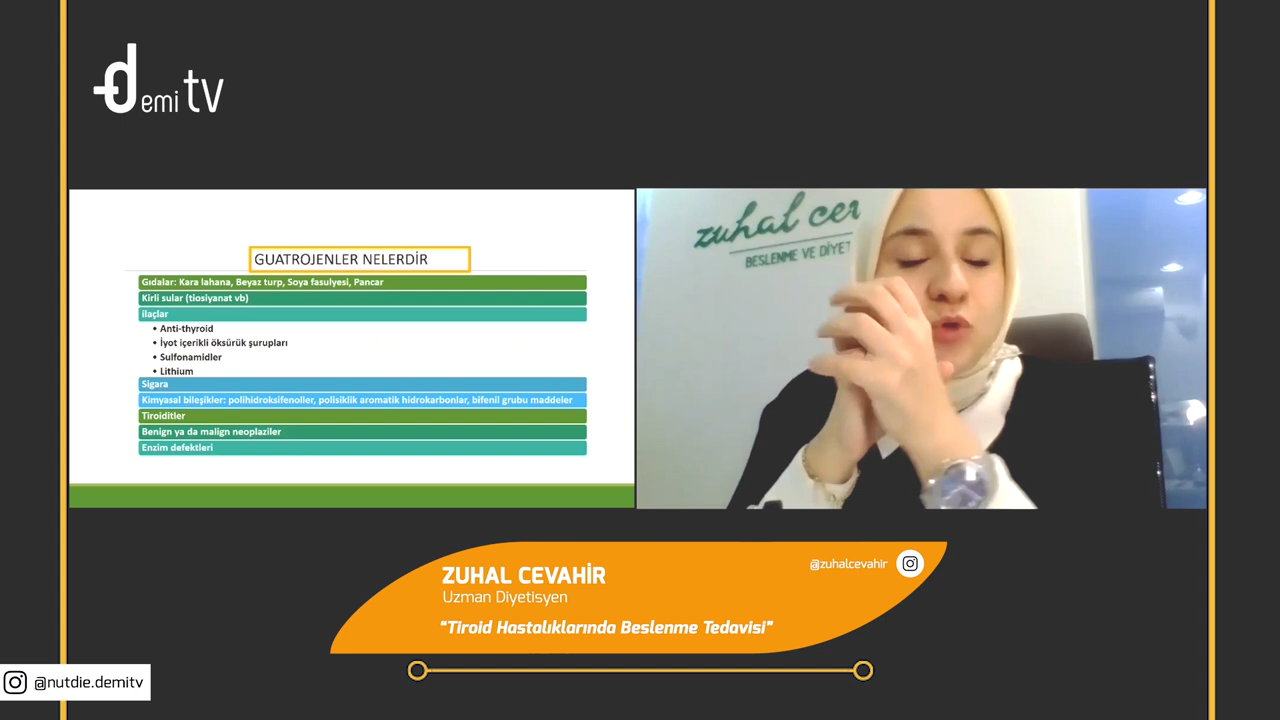 demi tv
GUATROJENLER NELERDİR
Gıdalar: Kara lahana, Beyaz turp, Soya fasulyesi, Pancar
Kirli sular (tiosiyanat vb)
ilaçlar
• Anti-thyroid
• İyot içerikli öksürük şurupları
• Sulfonamidler
• Lithium
Sigara
Kimyasal bileşikler: polihidroksifenoller, polisiklik aromatik hidrokarbonlar, bifenil grubu maddeler
Tiroiditler
Benign ya da malign neoplaziler
Enzim defektleri
zuhal cev
BESLENME VE DİYET
ZUHAL CEVAHİR
Uzman Diyetisyen
@zuhalcevahir
“Tiroid Hastalıklarında Beslenme Tedavisi”
@nutdie.demitv